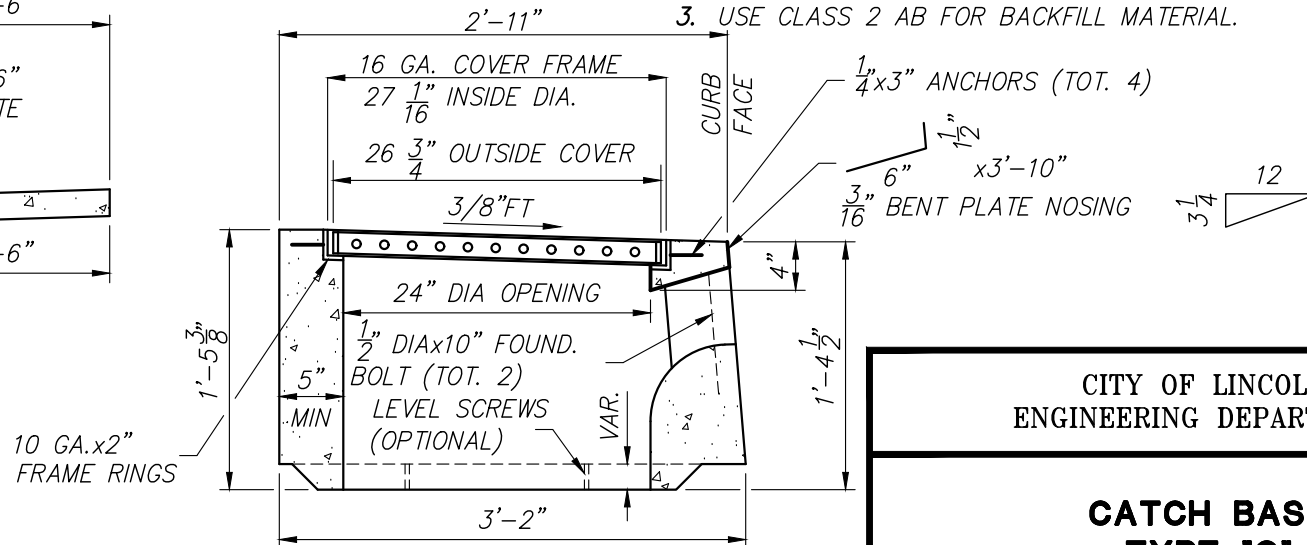 -6
2'-11"
3. USE CLASS 2 AB FOR BACKFILL MATERIAL.
6"
TE
16 GA. COVER FRAME
27 1/16" INSIDE DIA.
CURB
FACE
1/4"x3" ANCHORS (TOT. 4)
26 3/4" OUTSIDE COVER
1 1/2"
6"
x3'-10"
3/16" BENT PLATE NOSING
12
3 1/4
3/8"FT
-6"
4"
24" DIA OPENING
1'-5 3/8"
1/2" DIAx10" FOUND.
BOLT (TOT. 2)
1'-4 1/2"
5"
MIN
LEVEL SCREWS
(OPTIONAL)
VAR.
10 GA.x2"
FRAME RINGS
3'-2"
CITY OF LINCOL
ENGINEERING DEPART
CATCH BAS